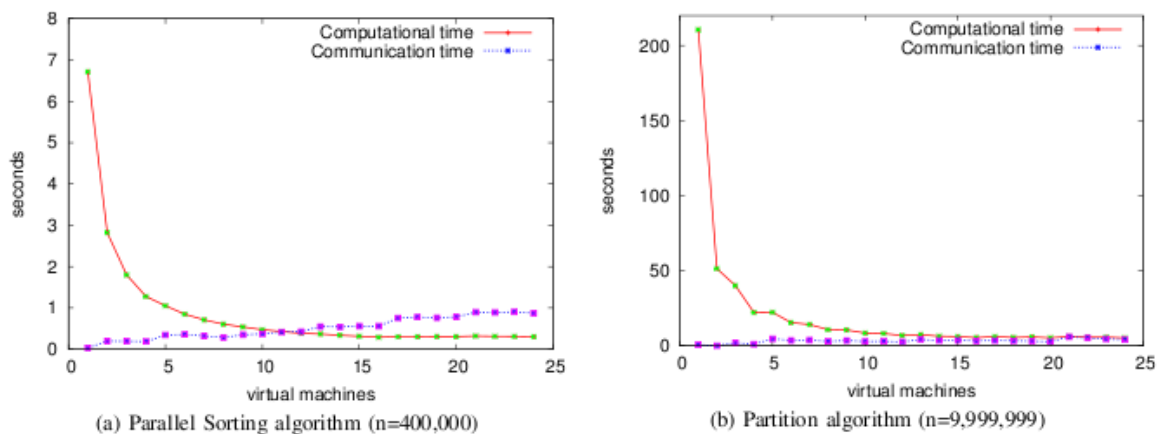 8
7
6
5
4
3
2
1
0
seconds
0
5
10
15
20
25
virtual machines
Computational time
Communication time
(a) Parallel Sorting algorithm (n=400,000)
200
150
100
50
0
seconds
0
5
10
15
20
25
virtual machines
Computational time
Communication time
(b) Partition algorithm (n=9,999,999)